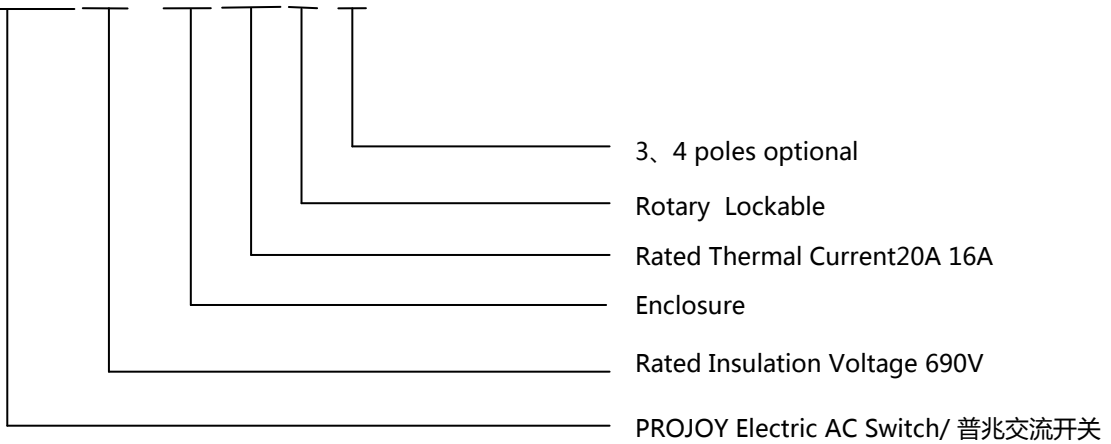 3、4 poles optional
Rotary Lockable
Rated Thermal Current20A 16A
Enclosure
Rated Insulation Voltage 690V
PROJOY Electric AC Switch/ 普兆交流开关